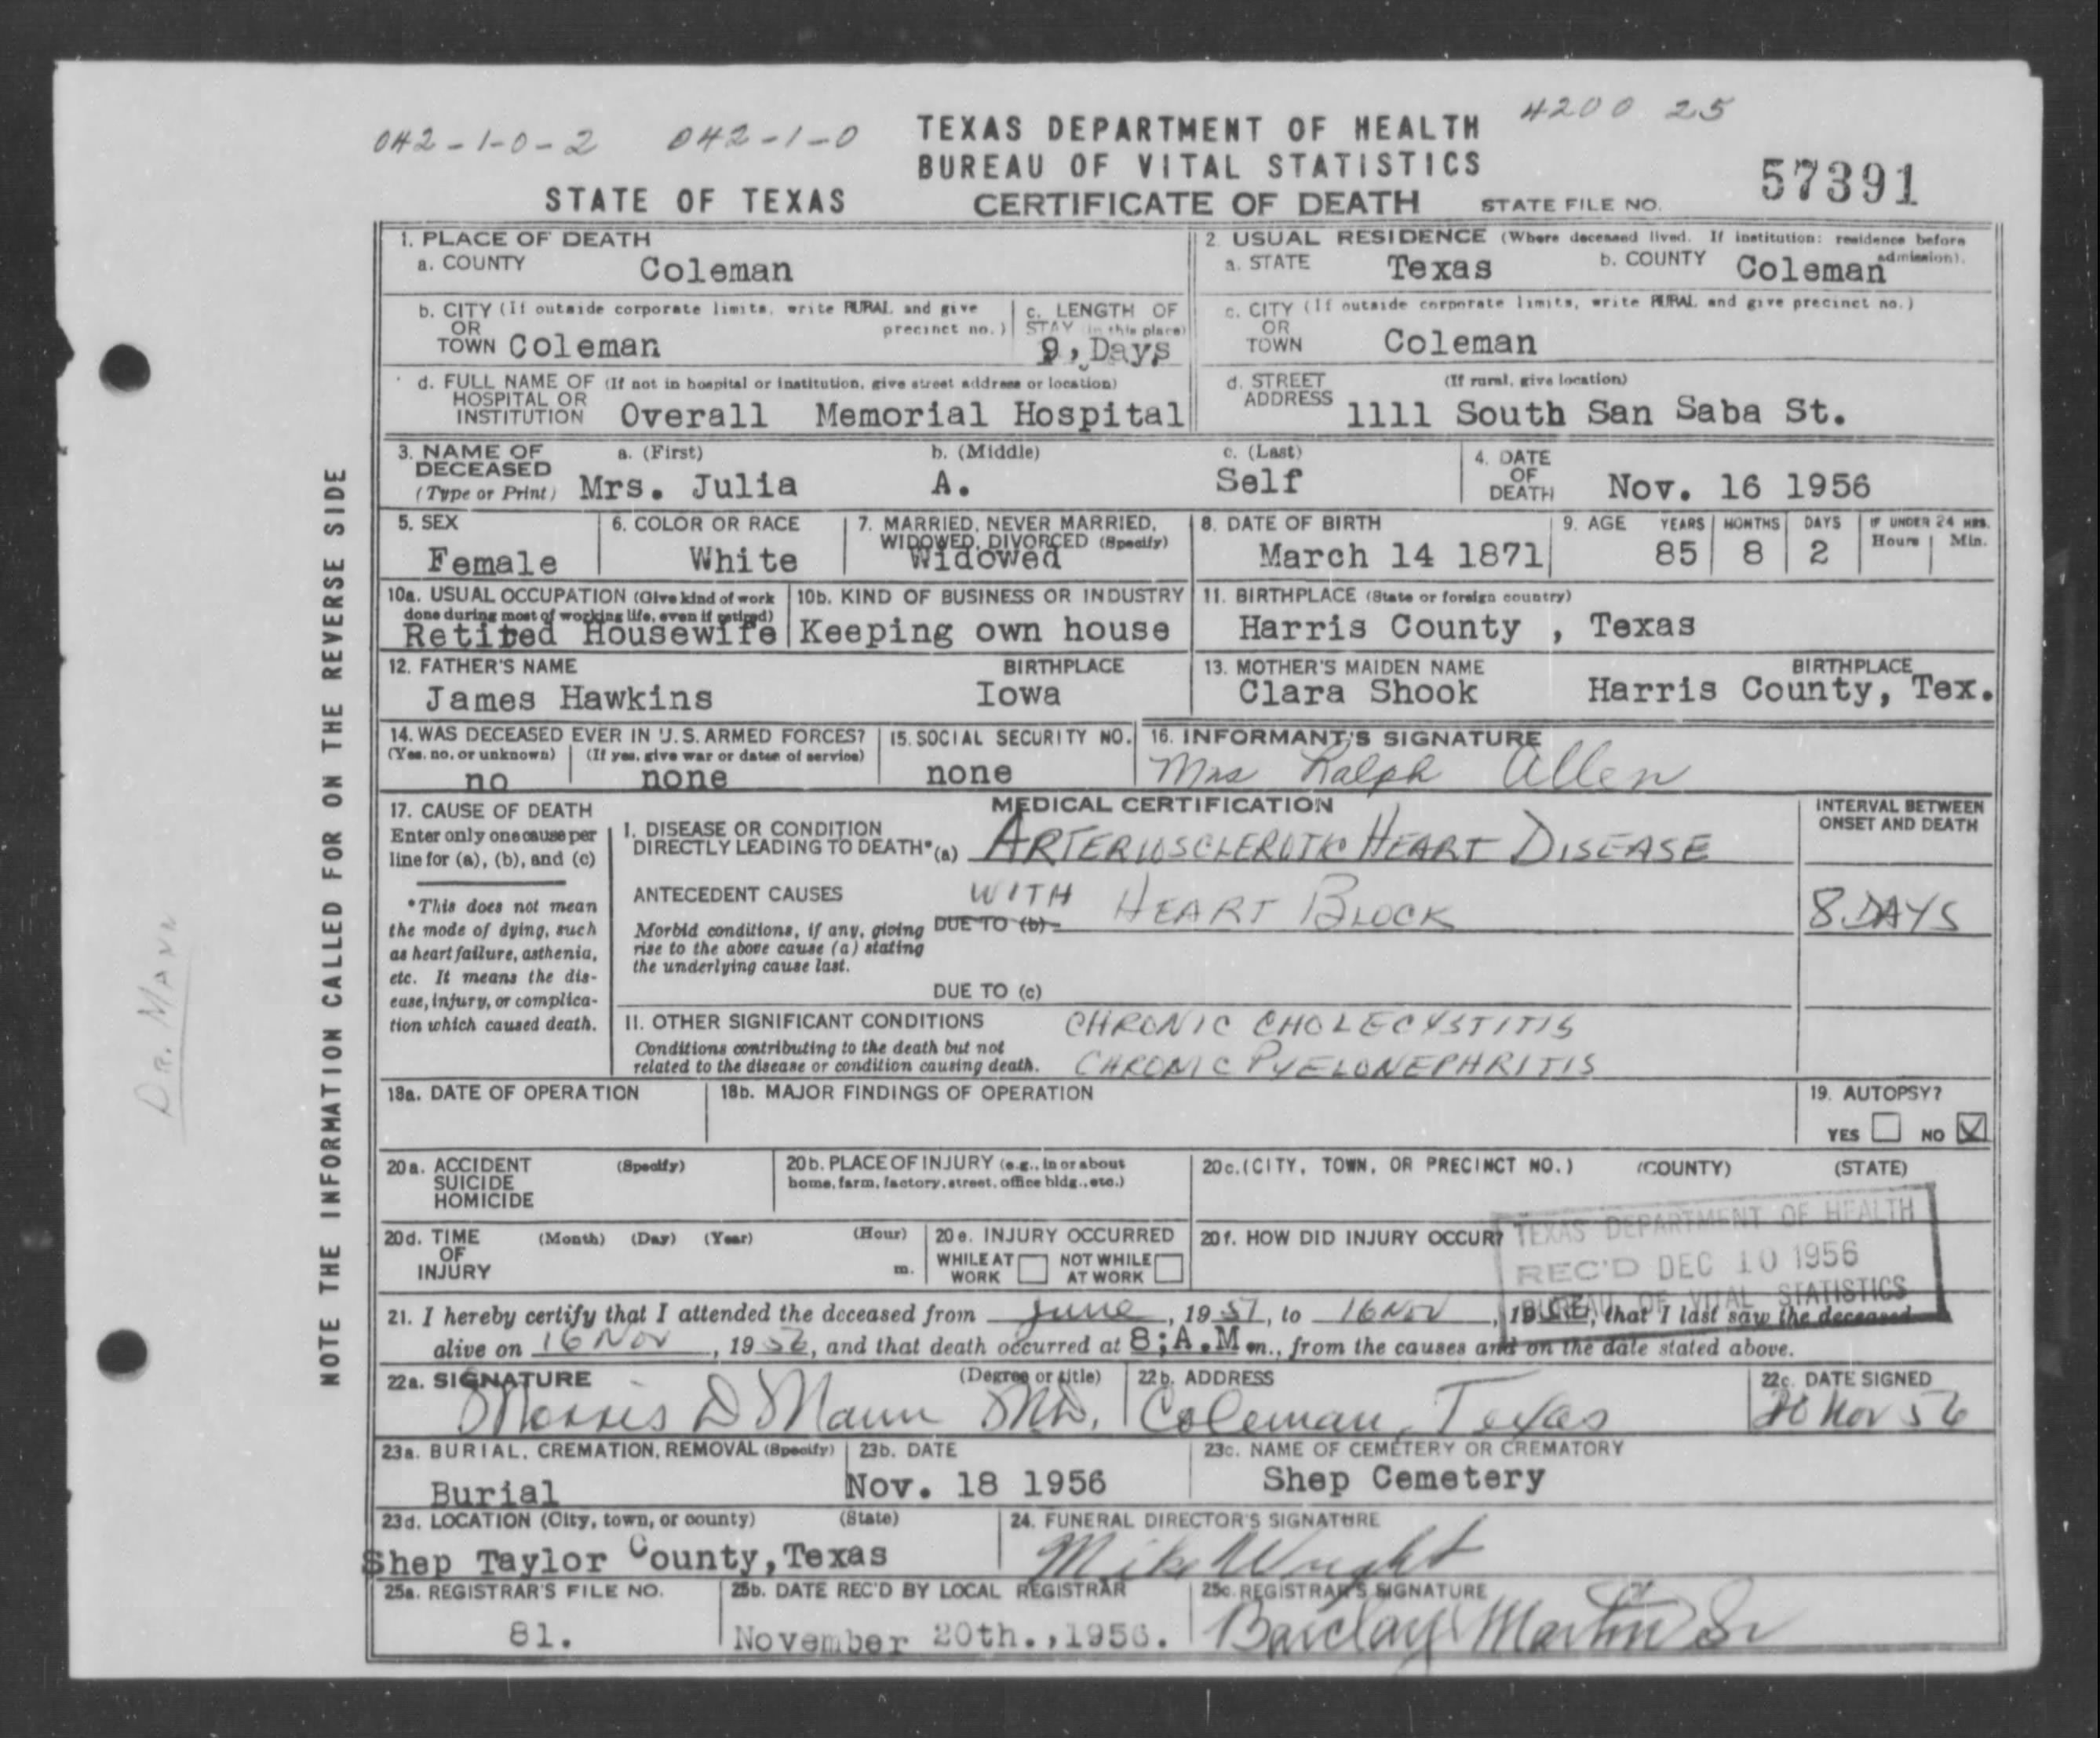 042-1-0-2 042-1-0
4200 25
TEXAS DEPARTMENT OF HEALTH
BUREAU OF VITAL STATISTICS
STATE OF TEXAS
CERTIFICATE OF DEATH
STATE FILE NO. 57391
1. PLACE OF DEATH
a. COUNTY Coleman
2. USUAL RESIDENCE (Where deceased lived. If institution: residence before admission).
a. STATE Texas b. COUNTY Coleman
b. CITY (If outside corporate limits, write RURAL and give precinct no.)
OR
TOWN Coleman
c. LENGTH OF
STAY (in this place)
9, Days
c. CITY (If outside corporate limits, write RURAL and give precinct no.)
OR
TOWN Coleman
d. FULL NAME OF (If not in hospital or institution, give street address or location)
HOSPITAL OR
INSTITUTION Overall Memorial Hospital
d. STREET (If rural, give location)
ADDRESS 1111 South San Saba St.
3. NAME OF DECEASED (Type or Print)
a. (First) Mrs. Julia
b. (Middle) A.
c. (Last) Self
4. DATE OF DEATH Nov. 16 1956
5. SEX Female
6. COLOR OR RACE White
7. MARRIED, NEVER MARRIED, WIDOWED, DIVORCED (Specify) Widowed
8. DATE OF BIRTH March 14 1871
9. AGE YEARS 85 MONTHS 8 DAYS 2 IF UNDER 24 HRS. Hours Min.
10a. USUAL OCCUPATION (Give kind of work done during most of working life, even if retired)
Retired Housewife
10b. KIND OF BUSINESS OR INDUSTRY
Keeping own house
11. BIRTHPLACE (State or foreign country)
Harris County , Texas
12. FATHER'S NAME BIRTHPLACE
James Hawkins Iowa
13. MOTHER'S MAIDEN NAME BIRTHPLACE
Clara Shook Harris County, Tex.
14. WAS DECEASED EVER IN U.S. ARMED FORCES?
(Yes, no, or unknown) (If yes, give war or dates of service)
no none
15. SOCIAL SECURITY NO.
none
16. INFORMANT'S SIGNATURE
Mrs Ralph Allen
17. CAUSE OF DEATH
Enter only one cause per
line for (a), (b), and (c)
*This does not mean
the mode of dying, such
as heart failure, asthenia,
etc. It means the dis-
ease, injury, or complica-
tion which caused death.
MEDICAL CERTIFICATION
INTERVAL BETWEEN
ONSET AND DEATH
I. DISEASE OR CONDITION
DIRECTLY LEADING TO DEATH*(a) ARTERIOSCLEROTIC HEART DISEASE
ANTECEDENT CAUSES
WITH HEART BLOCK
DUE TO (b)
8 DAYS
Morbid conditions, if any, giving
rise to the above cause (a) stating
the underlying cause last.
DUE TO (c)
II. OTHER SIGNIFICANT CONDITIONS
Conditions contributing to the death but not
related to the disease or condition causing death.
CHRONIC CHOLECYSTITIS
CHRONIC PYELONEPHRITIS
18a. DATE OF OPERATION
18b. MAJOR FINDINGS OF OPERATION
19. AUTOPSY?
YES NO
20a. ACCIDENT (Specify)
SUICIDE
HOMICIDE
20b. PLACE OF INJURY (e.g., in or about
home, farm, factory, street, office bldg., etc.)
20c. (CITY, TOWN, OR PRECINCT NO.) (COUNTY) (STATE)
20d. TIME (Month) (Day) (Year) (Hour)
OF
INJURY m.
20e. INJURY OCCURRED
WHILE AT WORK NOT WHILE AT WORK
20f. HOW DID INJURY OCCUR?
TEXAS DEPARTMENT OF HEALTH
REC'D DEC 10 1956
BUREAU OF VITAL STATISTICS
21. I hereby certify that I attended the deceased from June, 1951, to 16 Nov, 1956, that I last saw the deceased
alive on 16 Nov, 1956, and that death occurred at 8;A.M m., from the causes and on the date stated above.
22a. SIGNATURE (Degree or title)
Morris D Mann MD.
22b. ADDRESS
Coleman, Texas
22c. DATE SIGNED
20 Nov 56
23a. BURIAL, CREMATION, REMOVAL (Specify)
Burial
23b. DATE
Nov. 18 1956
23c. NAME OF CEMETERY OR CREMATORY
Shep Cemetery
23d. LOCATION (City, town, or county) (State)
Shep Taylor County, Texas
24. FUNERAL DIRECTOR'S SIGNATURE
Mike Wright
25a. REGISTRAR'S FILE NO.
81.
25b. DATE REC'D BY LOCAL REGISTRAR
November 20th.,1956.
25c. REGISTRAR'S SIGNATURE
Barclay Martin Sr
NOTE THE INFORMATION CALLED FOR ON THE REVERSE SIDE
DR. MANN